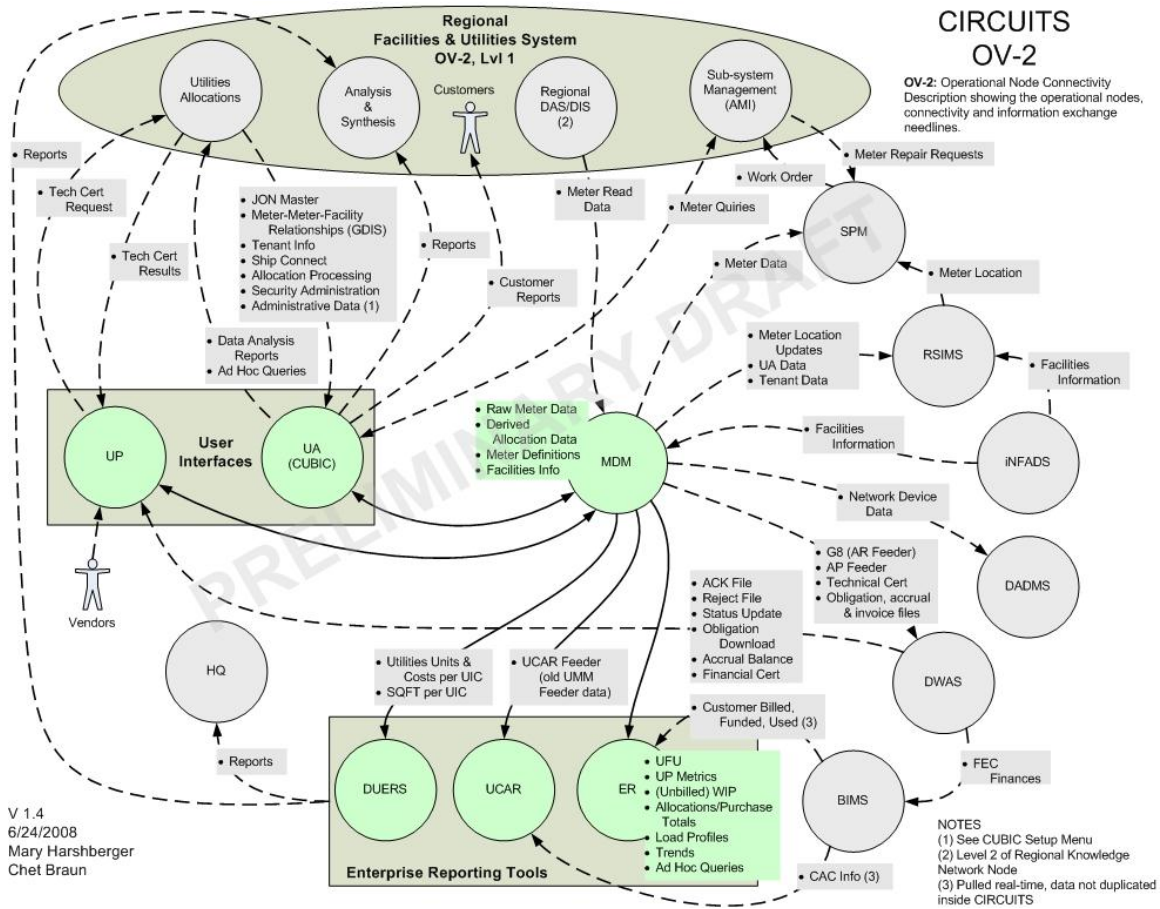 Regional
Facilities & Utilities System
OV-2, Lvl 1
CIRCUITS
OV-2
OV-2: Operational Node Connectivity
Description showing the operational nodes,
connectivity and information exchange
needlines.
Utilities
Allocations
Analysis
&
Synthesis
Customers
Regional
DAS/DIS
(2)
Sub-system
Management
(AMI)
• Reports
• Tech Cert
Request
• Tech Cert
Results
• JON Master
• Meter-Meter-Facility
Relationships (GDIS)
• Tenant Info
• Ship Connect
• Allocation Processing
• Security Administration
• Administrative Data (1)
• Data Analysis
Reports
• Ad Hoc Queries
• Reports
• Customer
Reports
• Meter Read
Data
• Meter Quiries
• Work Order
• Meter Repair Requests
SPM
• Meter Data
• Meter Location
RSIMS
• Meter Location
Updates
• UA Data
• Tenant Data
• Facilities
Information
UP
User
Interfaces
UA
(CUBIC)
• Raw Meter Data
• Derived
Allocation Data
• Meter Definitions
• Facilities Info
MDM
• Facilities
Information
iNFADS
• Network Device
Data
DADMS
• G8 (AR Feeder)
• AP Feeder
• Technical Cert
• Obligation, accrual
& invoice files
Vendors
• ACK File
• Reject File
• Status Update
• Obligation
Download
• Accrual Balance
• Financial Cert
DWAS
HQ
• Utilities Units &
Costs per UIC
• SQFT per UIC
• UCAR Feeder
(old UMM
Feeder data)
• Customer Billed,
Funded, Used (3)
• Reports
DUERS
UCAR
ER
• UFU
• UP Metrics
• (Unbilled) WIP
• Allocations/Purchase
Totals
• Load Profiles
• Trends
• Ad Hoc Queries
BIMS
• FEC
Finances
Enterprise Reporting Tools
• CAC Info (3)
V 1.4
6/24/2008
Mary Harshberger
Chet Braun
NOTES
(1) See CUBIC Setup Menu
(2) Level 2 of Regional Knowledge
Network Node
(3) Pulled real-time, data not duplicated
inside CIRCUITS
PRELIMINARY DRAFT